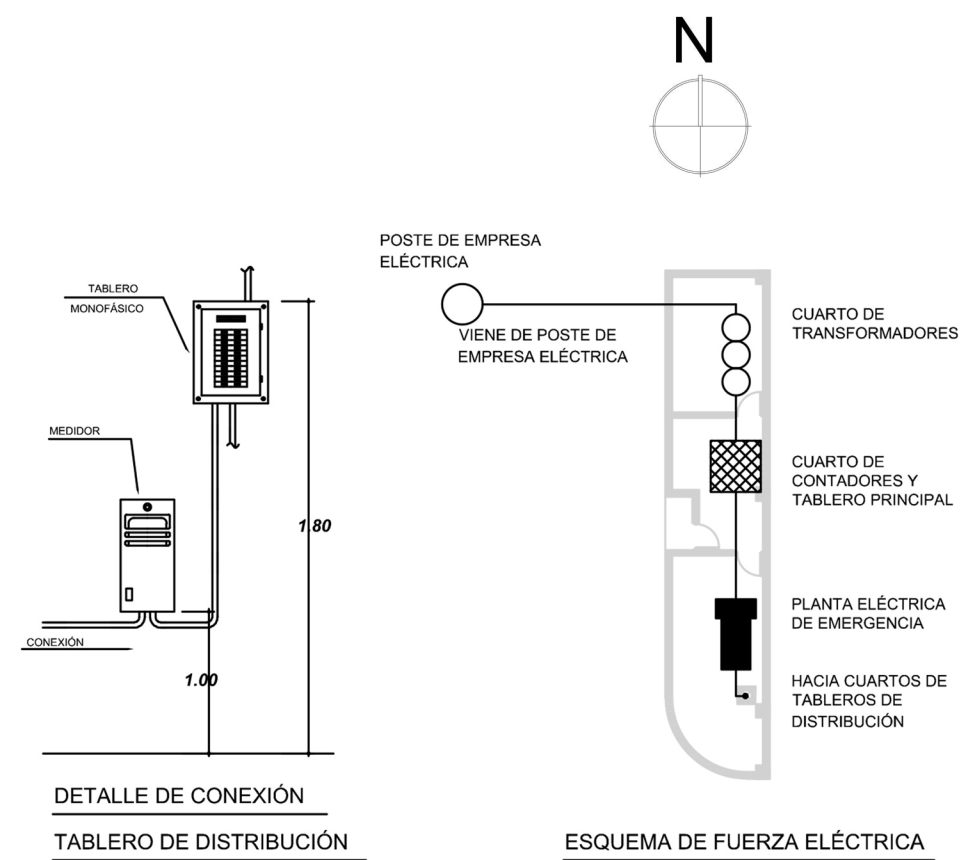 N
POSTE DE EMPRESA
ELÉCTRICA
VIENE DE POSTE DE
EMPRESA ELÉCTRICA
TABLERO
MONOFÁSICO
MEDIDOR
CONEXIÓN
1.80
1.00
DETALLE DE CONEXIÓN
TABLERO DE DISTRIBUCIÓN
CUARTO DE
TRANSFORMADORES
CUARTO DE
CONTADORES Y
TABLERO PRINCIPAL
PLANTA ELÉCTRICA
DE EMERGENCIA
HACIA CUARTOS DE
TABLEROS DE
DISTRIBUCIÓN
ESQUEMA DE FUERZA ELÉCTRICA